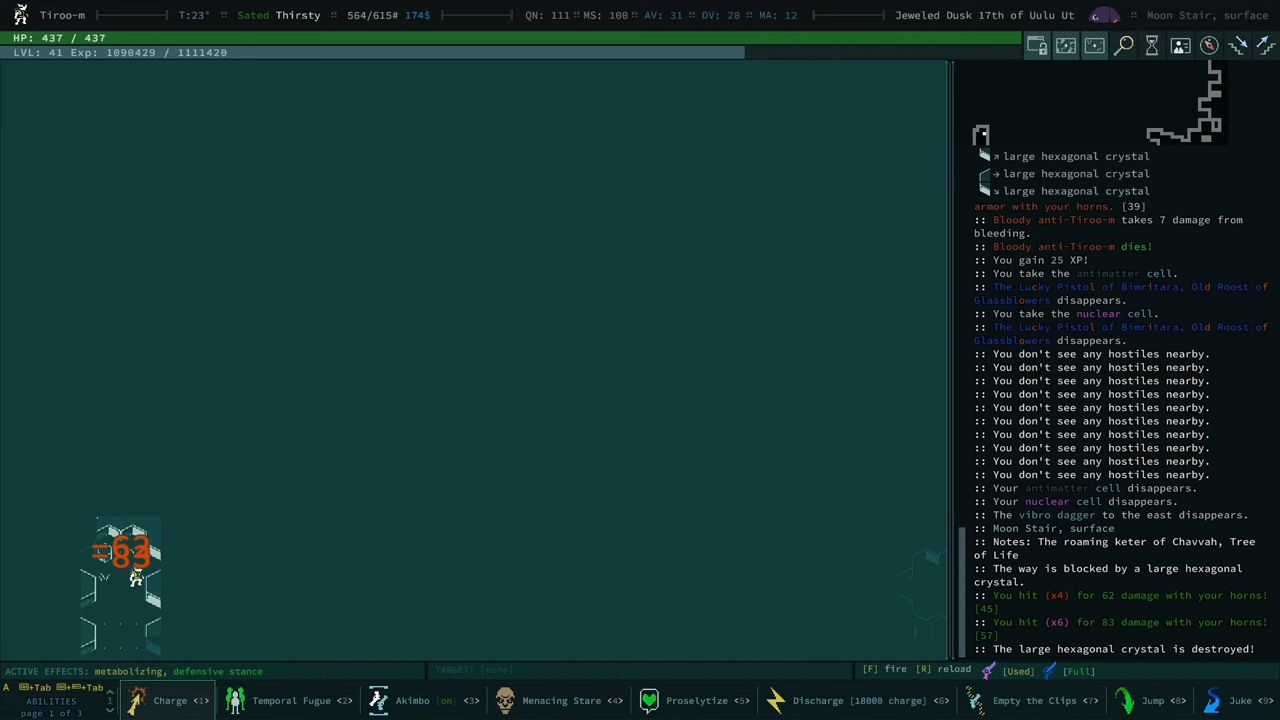 Tiroo-m T:23° Sated Thirsty 564/615# 174$ QN: 111 MS: 100 AV: 31 DV: 20 MA: 12 Jeweled Dusk 17th of Uulu Ut Moon Stair, surface
HP: 437 / 437
LVL: 41 Exp: 1090429 / 1111420
large hexagonal crystal
large hexagonal crystal
large hexagonal crystal
armor with your horns. [39]
:: Bloody anti-Tiroo-m takes 7 damage from
bleeding.
:: Bloody anti-Tiroo-m dies!
:: You gain 25 XP!
:: You take the antimatter cell.
:: The Lucky Pistol of Bimritara, Old Roost of
Glassblowers disappears.
:: You take the nuclear cell.
:: The Lucky Pistol of Bimritara, Old Roost of
Glassblowers disappears.
:: You don't see any hostiles nearby.
:: You don't see any hostiles nearby.
:: You don't see any hostiles nearby.
:: You don't see any hostiles nearby.
:: You don't see any hostiles nearby.
:: You don't see any hostiles nearby.
:: You don't see any hostiles nearby.
:: You don't see any hostiles nearby.
:: You don't see any hostiles nearby.
:: You don't see any hostiles nearby.
:: Your antimatter cell disappears.
:: Your nuclear cell disappears.
:: The vibro dagger to the east disappears.
:: Moon Stair, surface
:: Notes: The roaming keter of Chavvah, Tree
of Life
:: The way is blocked by a large hexagonal
crystal.
:: You hit (x4) for 62 damage with your horns!
[45]
:: You hit (x6) for 83 damage with your horns!
[57]
:: The large hexagonal crystal is destroyed!
ACTIVE EFFECTS: metabolizing, defensive stance
TARGET: [none]
[F] fire [R] reload [Used] [Full]
ABILITIES
page 1 of 3
Charge <1> Temporal Fugue <2> Akimbo [on] <3> Menacing Stare <4> Proselytize <5> Discharge [18000 charge] <6> Empty the Clips <7> Jump <8> Juke <9>